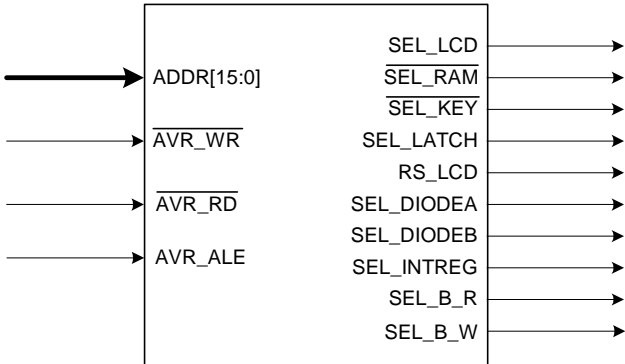 ADDR[15:0]
AVR_WR
AVR_RD
AVR_ALE
SEL_LCD
SEL_RAM
SEL_KEY
SEL_LATCH
RS_LCD
SEL_DIODEA
SEL_DIODEB
SEL_INTREG
SEL_B_R
SEL_B_W